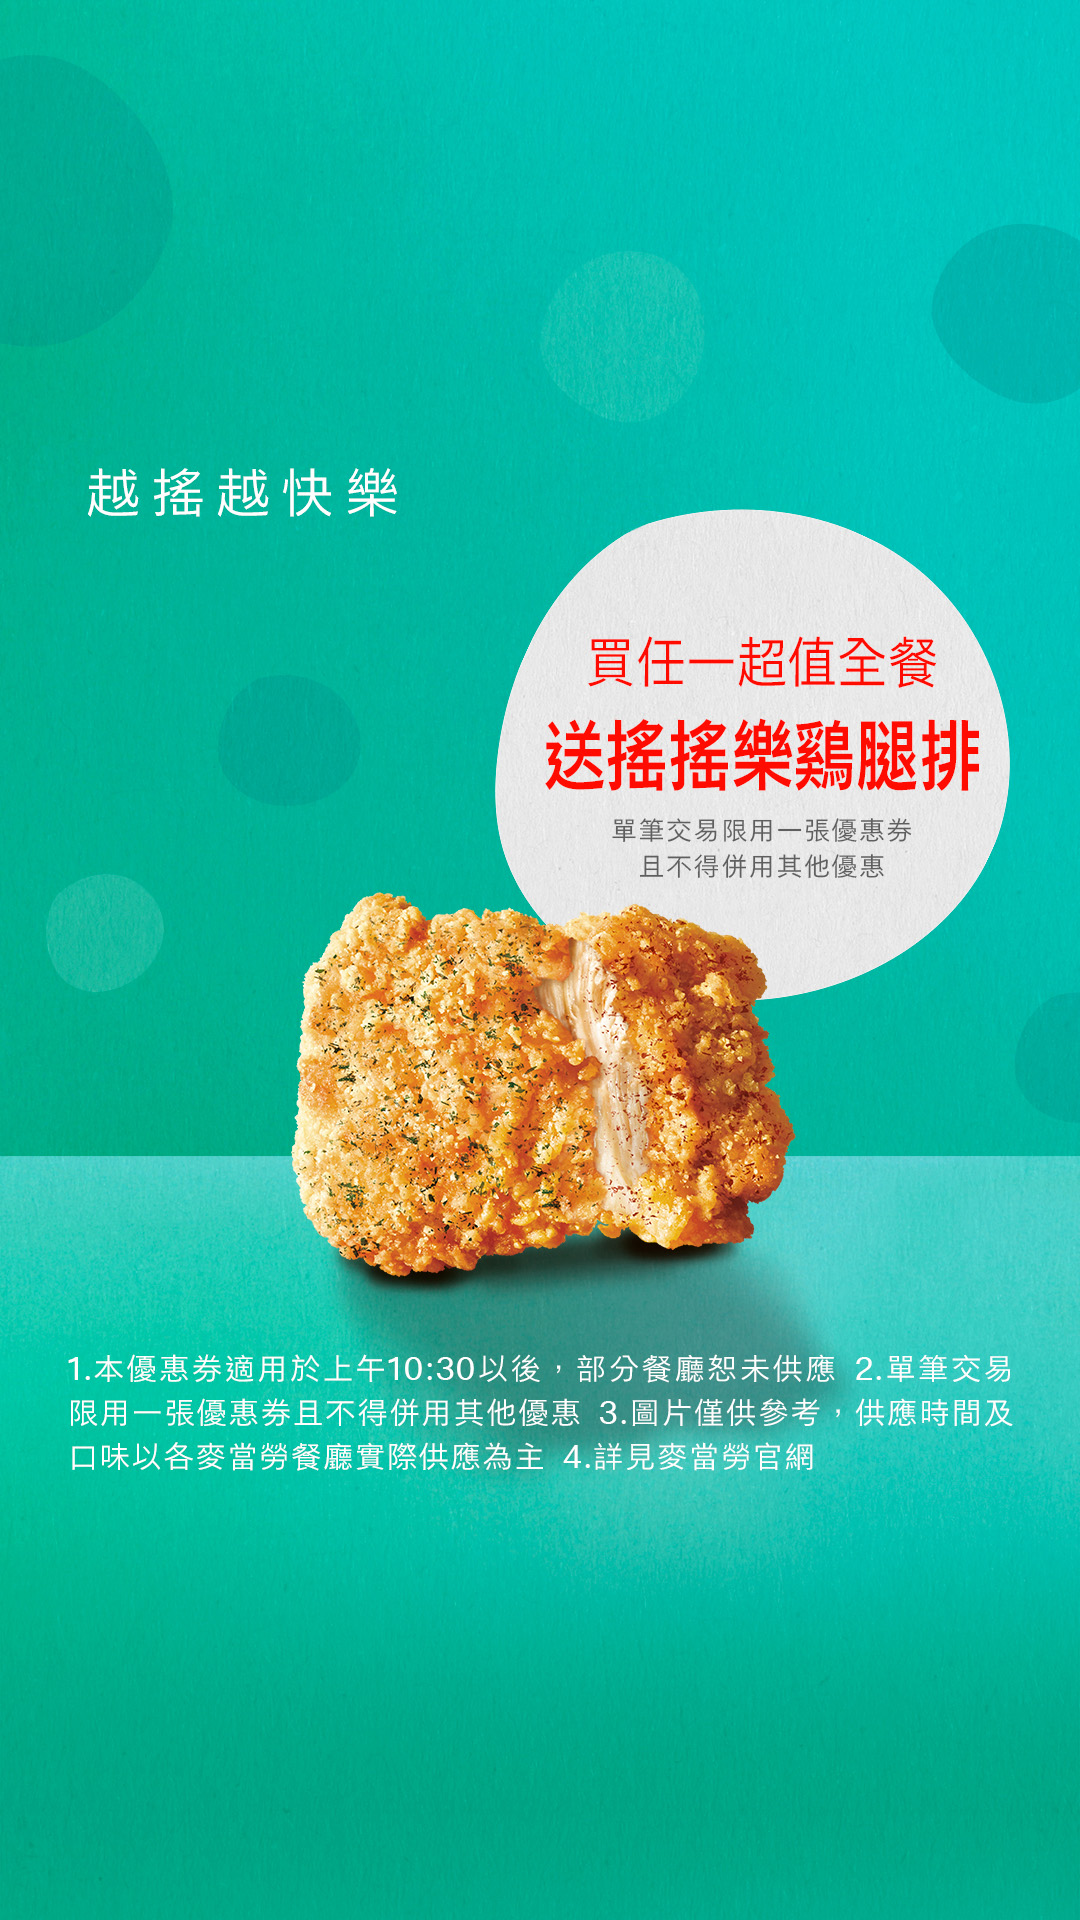 越搖越快樂
買任一超值全餐
送搖搖樂鷄腿排
單筆交易限用一張優惠券
且不得併用其他優惠
1.本優惠券適用於上午10:30以後，部分餐廳恕未供應 2.單筆交易
限用一張優惠券且不得併用其他優惠 3.圖片僅供參考，供應時間及
口味以各麥當勞餐廳實際供應為主 4.詳見麥當勞官網